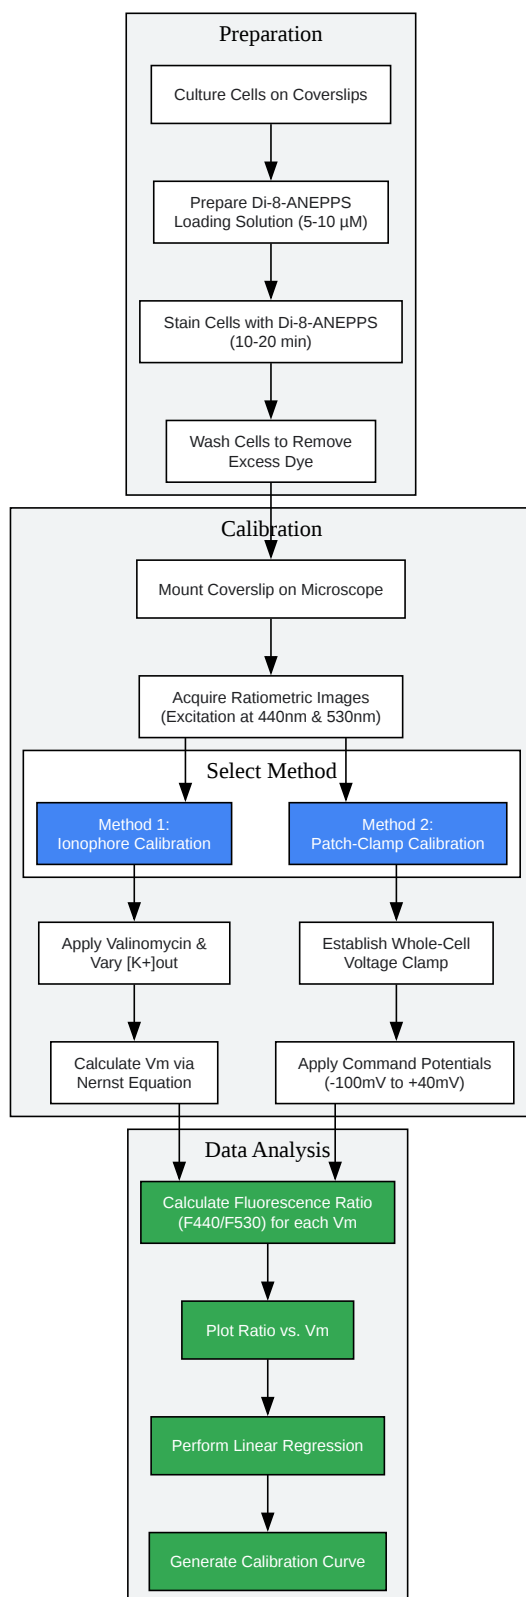 Preparation
Culture Cells on Coverslips
Prepare Di-8-ANEPPS
Loading Solution (5-10 µM)
Stain Cells with Di-8-ANEPPS
(10-20 min)
Wash Cells to Remove
Excess Dye
Calibration
Mount Coverslip on Microscope
Acquire Ratiometric Images
(Excitation at 440nm & 530nm)
Select Method
Method 1:
Ionophore Calibration
Method 2:
Patch-Clamp Calibration
Apply Valinomycin &
Vary [K+]out
Establish Whole-Cell
Voltage Clamp
Calculate Vm via
Nernst Equation
Apply Command Potentials
(-100mV to +40mV)
Data Analysis
Calculate Fluorescence Ratio
(F440/F530) for each Vm
Plot Ratio vs. Vm
Perform Linear Regression
Generate Calibration Curve